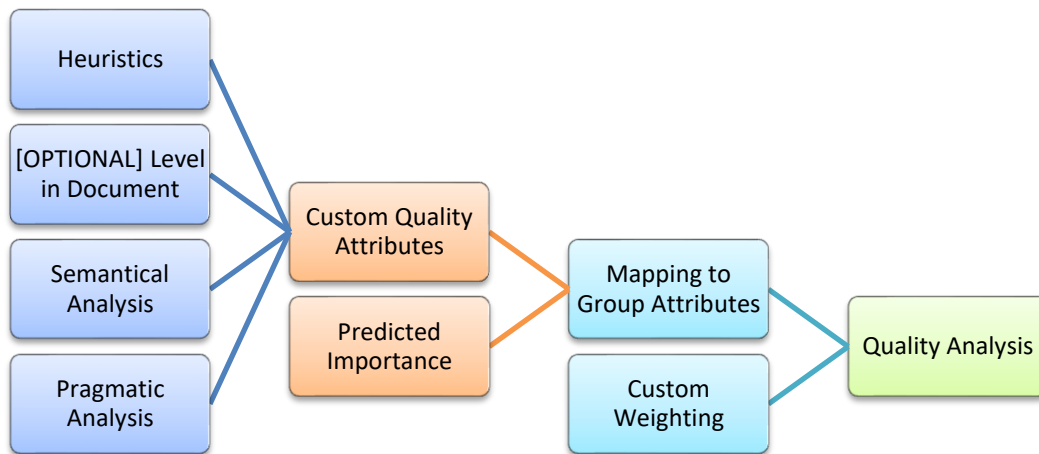 Heuristics
[OPTIONAL] Level
in Document
Semantical
Analysis
Pragmatic
Analysis
Custom Quality
Attributes
Predicted
Importance
Mapping to
Group Attributes
Custom
Weighting
Quality Analysis